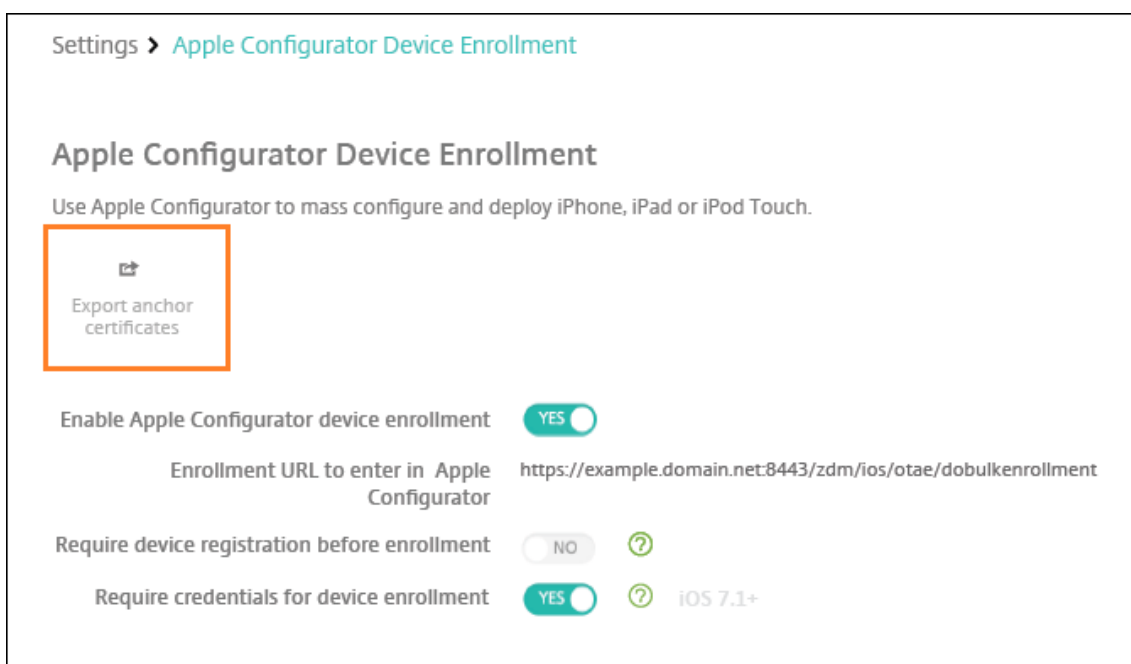 Settings > Apple Configurator Device Enrollment
Apple Configurator Device Enrollment
Use Apple Configurator to mass configure and deploy iPhone, iPad or iPod Touch.
Export anchor
certificates
Enable Apple Configurator device enrollment YES
Enrollment URL to enter in Apple https://example.domain.net:8443/zdm/ios/otae/dobulkenrollment
Configurator
Require device registration before enrollment NO ?
Require credentials for device enrollment YES ? iOS 7.1+